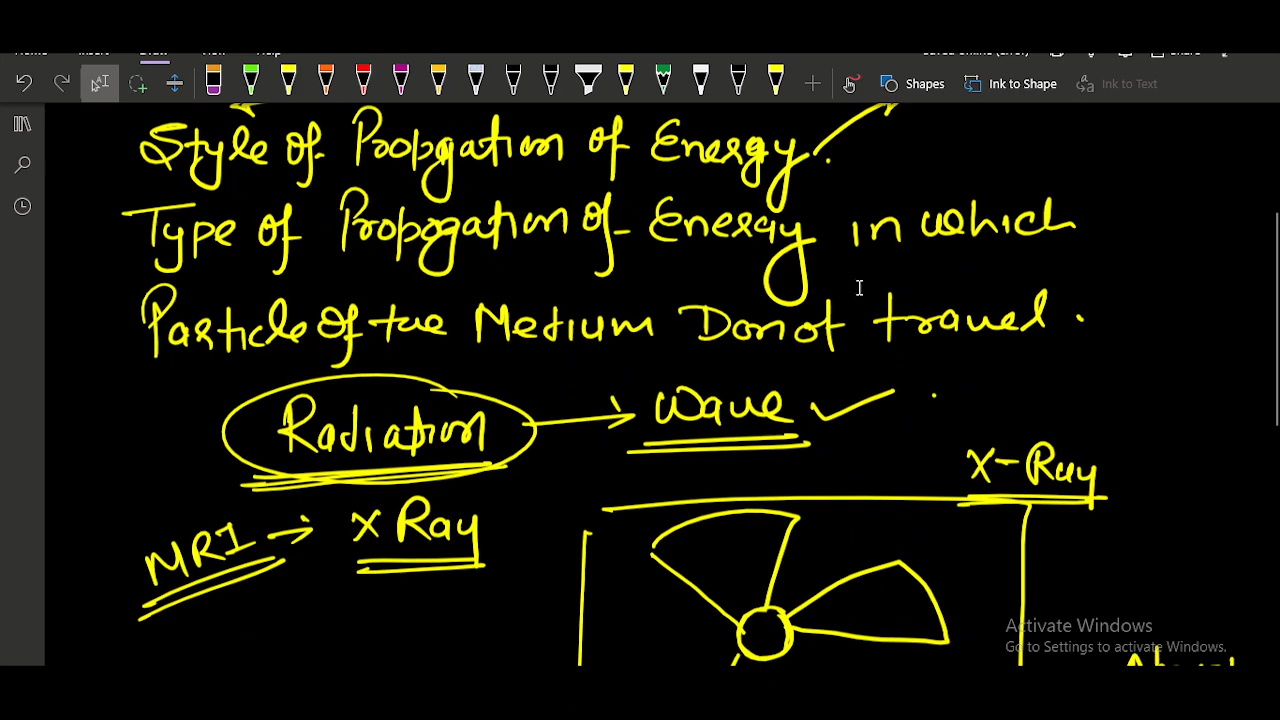 Style of Propgation of Energy.
Type of Propogation of Energy in which
Particle of the Medium Donot travel.
Radiation → Wave ✓
X-Ray
MRI → X Ray
Ink to Shape
Shapes
Ink to Text
Activate Windows
Go to Settings to activate Windows.